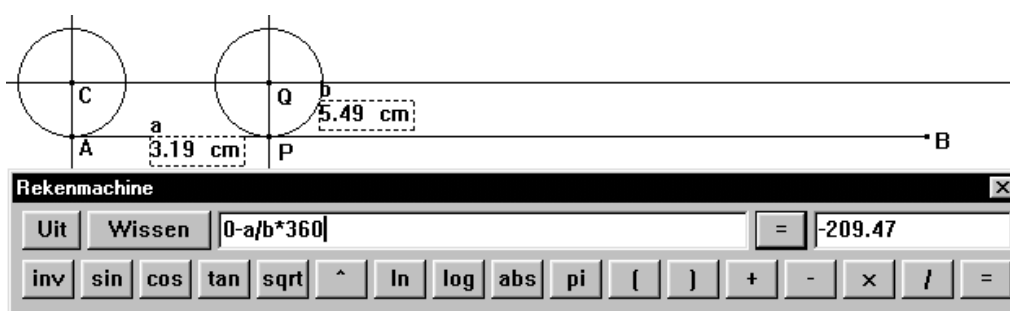 C
Q
b
5.49 cm
a
A
3.19 cm
P
B
Rekenmachine
Uit Wissen 0-a/b*360 = -209.47
inv sin cos tan sqrt ^ ln log abs pi ( ) + - × / =